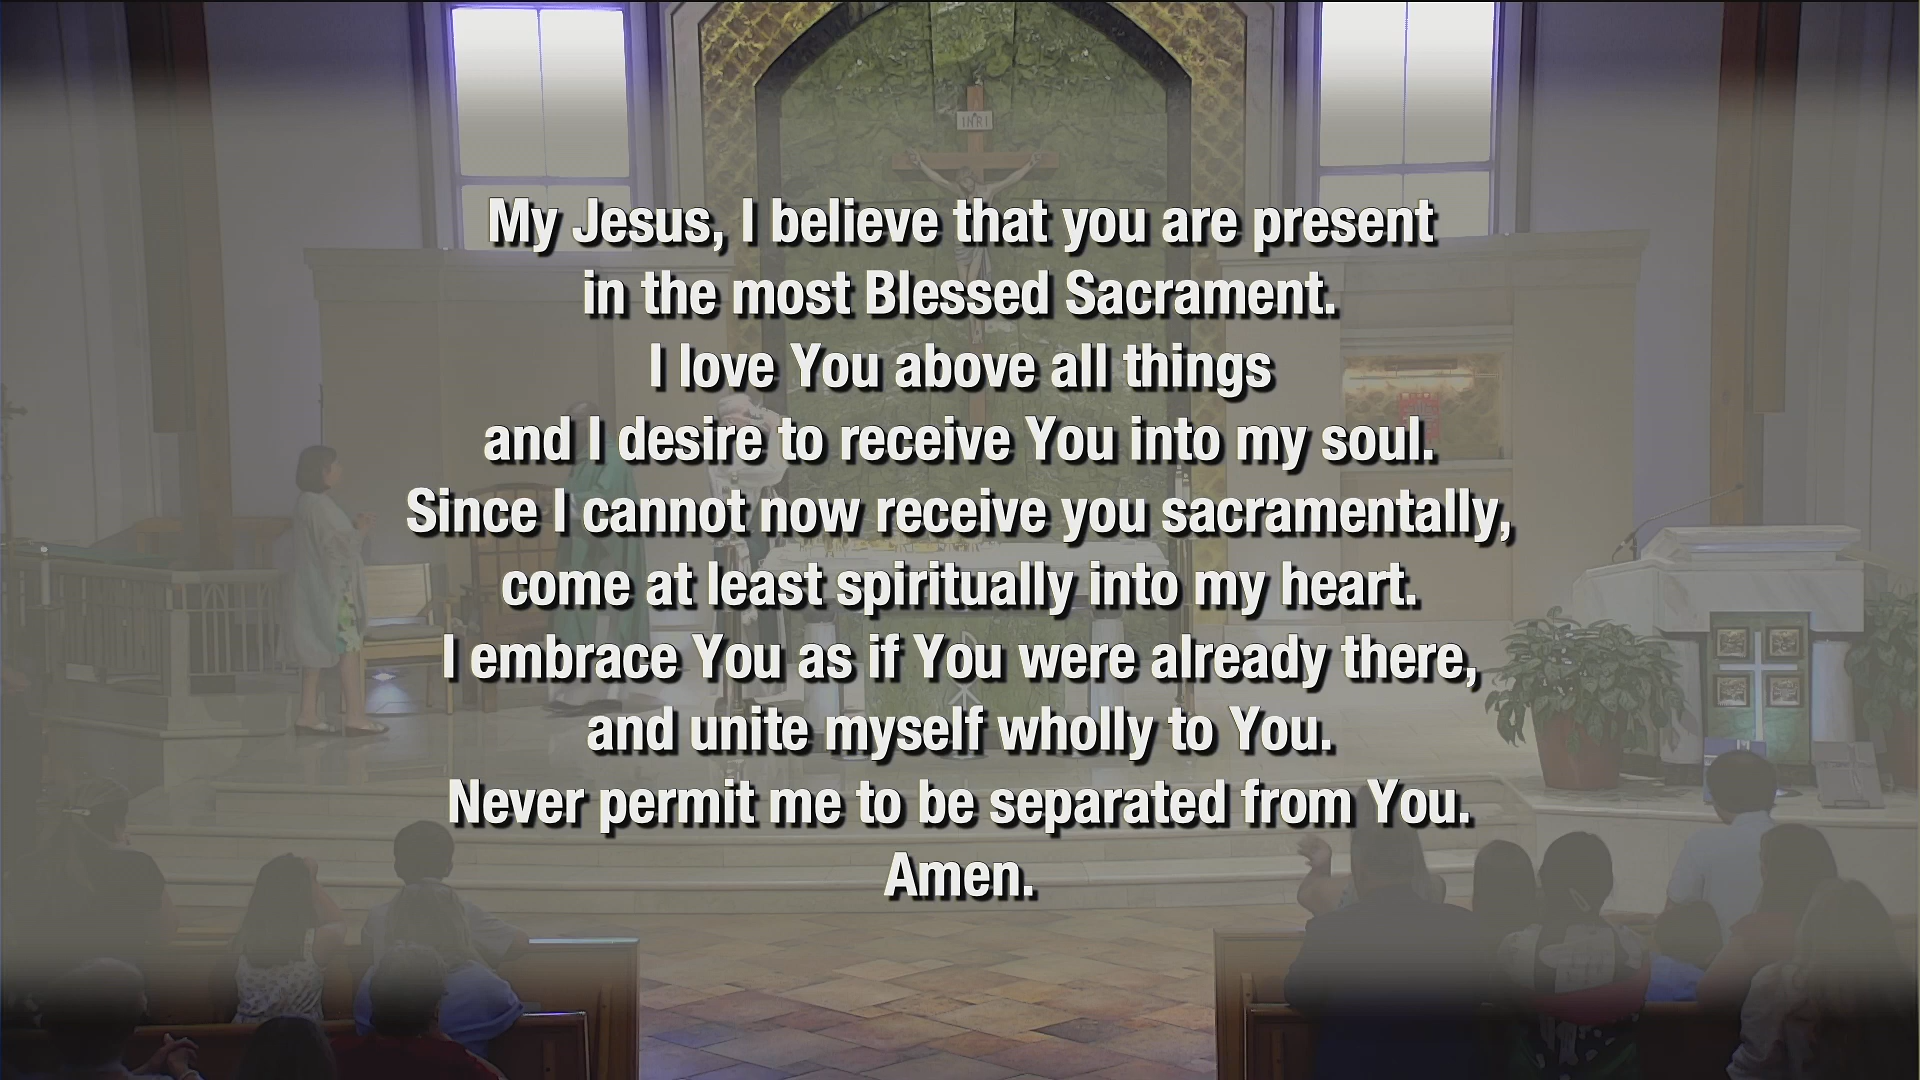 INRI
My Jesus, I believe that you are present
in the most Blessed Sacrament.
I love You above all things
and I desire to receive You into my soul.
Since I cannot now receive you sacramentally,
come at least spiritually into my heart.
I embrace You as if You were already there,
and unite myself wholly to You.
Never permit me to be separated from You.
Amen.